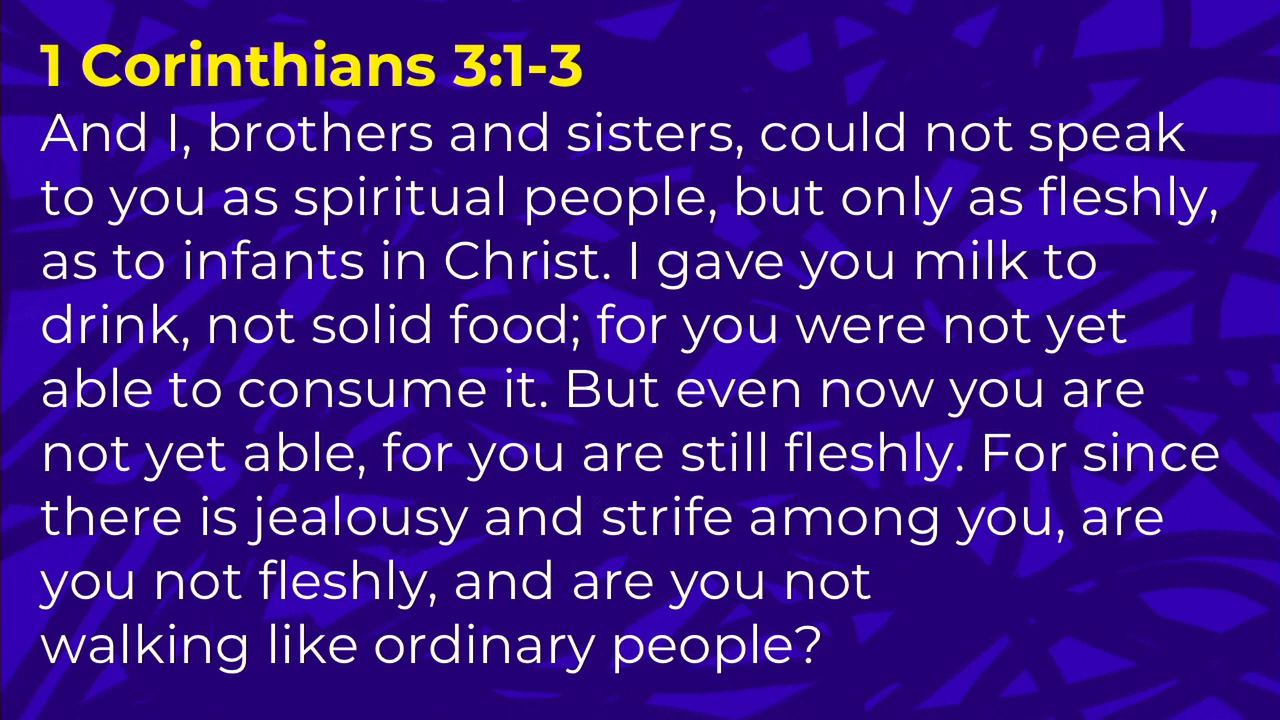 1 Corinthians 3:1-3
And I, brothers and sisters, could not speak
to you as spiritual people, but only as fleshly,
as to infants in Christ. I gave you milk to
drink, not solid food; for you were not yet
able to consume it. But even now you are
not yet able, for you are still fleshly. For since
there is jealousy and strife among you, are
you not fleshly, and are you not
walking like ordinary people?